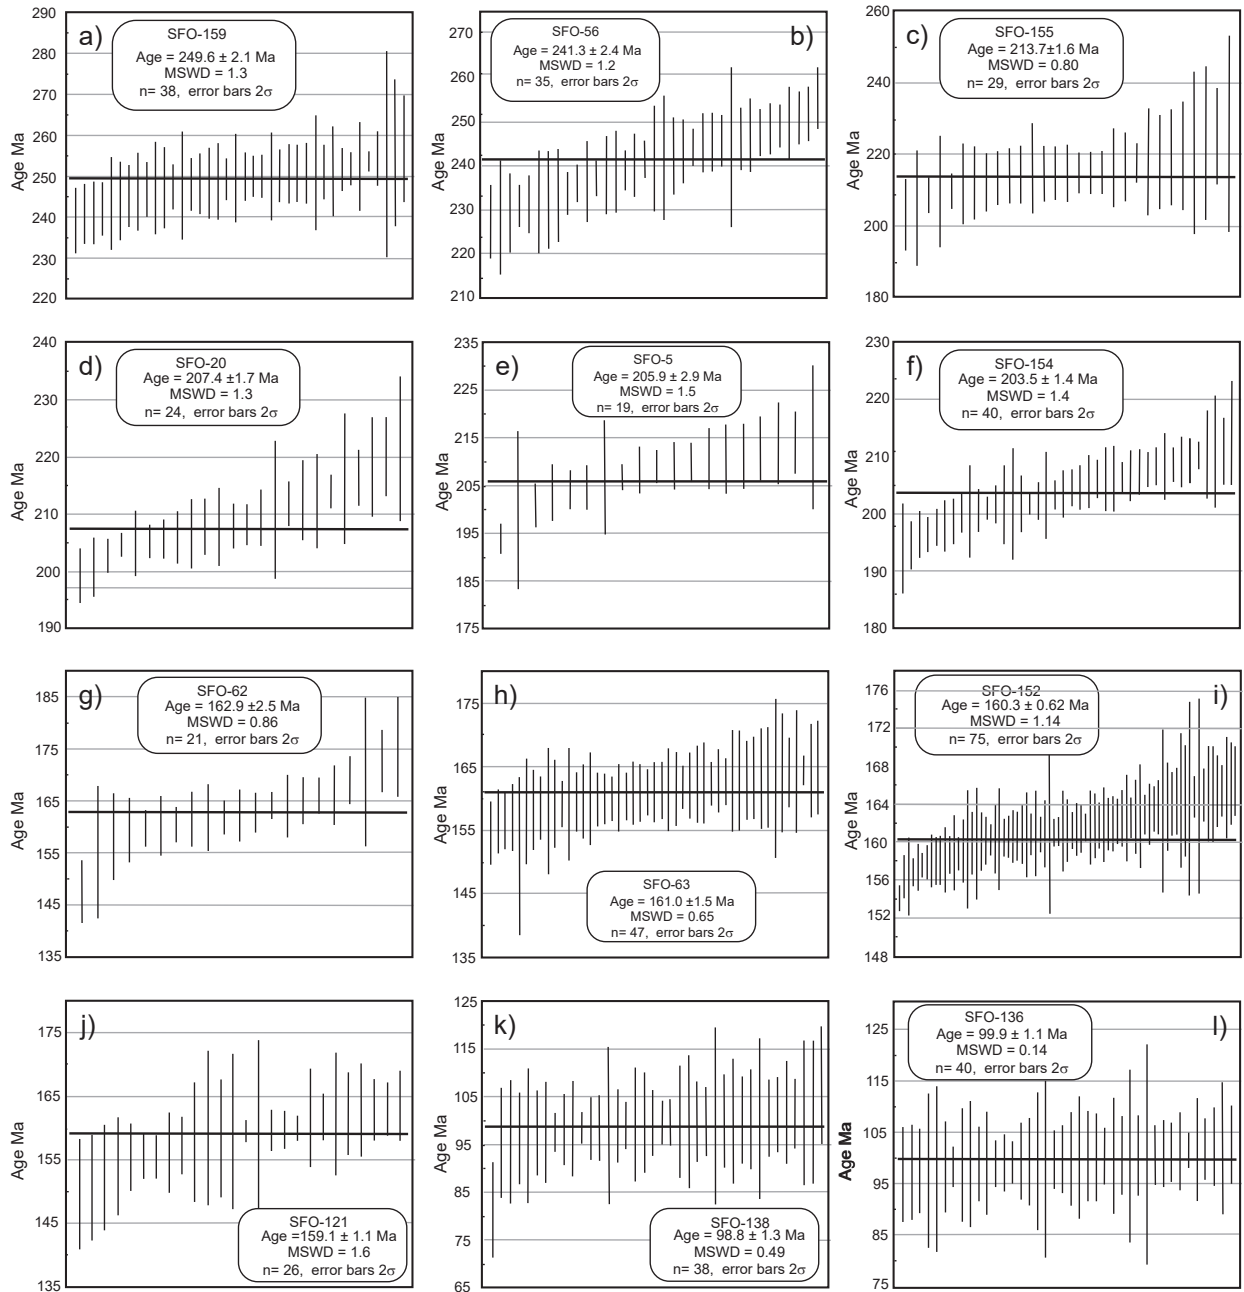 a)
SFO-159
Age = 249.6 ± 2.1 Ma
MSWD = 1.3
n= 38, error bars 2σ
Age Ma
290
280
270
260
250
240
230
220
b)
SFO-56
Age = 241.3 ± 2.4 Ma
MSWD = 1.2
n= 35, error bars 2σ
270
260
250
240
230
220
210
c)
SFO-155
Age = 213.7±1.6 Ma
MSWD = 0.80
n= 29, error bars 2σ
Age Ma
260
240
220
200
180
d)
SFO-20
Age = 207.4 ±1.7 Ma
MSWD = 1.3
n= 24, error bars 2σ
Age Ma
240
230
220
210
200
190
e)
SFO-5
Age = 205.9 ± 2.9 Ma
MSWD = 1.5
n= 19, error bars 2σ
Age Ma
235
225
215
205
195
185
175
f)
SFO-154
Age = 203.5 ± 1.4 Ma
MSWD = 1.4
n= 40, error bars 2σ
Age Ma
230
220
210
200
190
180
g)
SFO-62
Age = 162.9 ±2.5 Ma
MSWD = 0.86
n= 21, error bars 2σ
Age Ma
185
175
165
155
145
135
h)
SFO-63
Age = 161.0 ±1.5 Ma
MSWD = 0.65
n= 47, error bars 2σ
Age Ma
175
165
155
145
135
i)
SFO-152
Age = 160.3 ± 0.62 Ma
MSWD = 1.14
n= 75, error bars 2σ
Age Ma
176
172
168
164
160
156
152
148
j)
SFO-121
Age =159.1 ± 1.1 Ma
MSWD = 1.6
n= 26, error bars 2σ
Age Ma
175
165
155
145
135
k)
SFO-138
Age = 98.8 ± 1.3 Ma
MSWD = 0.49
n= 38, error bars 2σ
Age Ma
125
115
105
95
85
75
65
l)
SFO-136
Age = 99.9 ± 1.1 Ma
MSWD = 0.14
n= 40, error bars 2σ
Age Ma
125
115
105
95
85
75